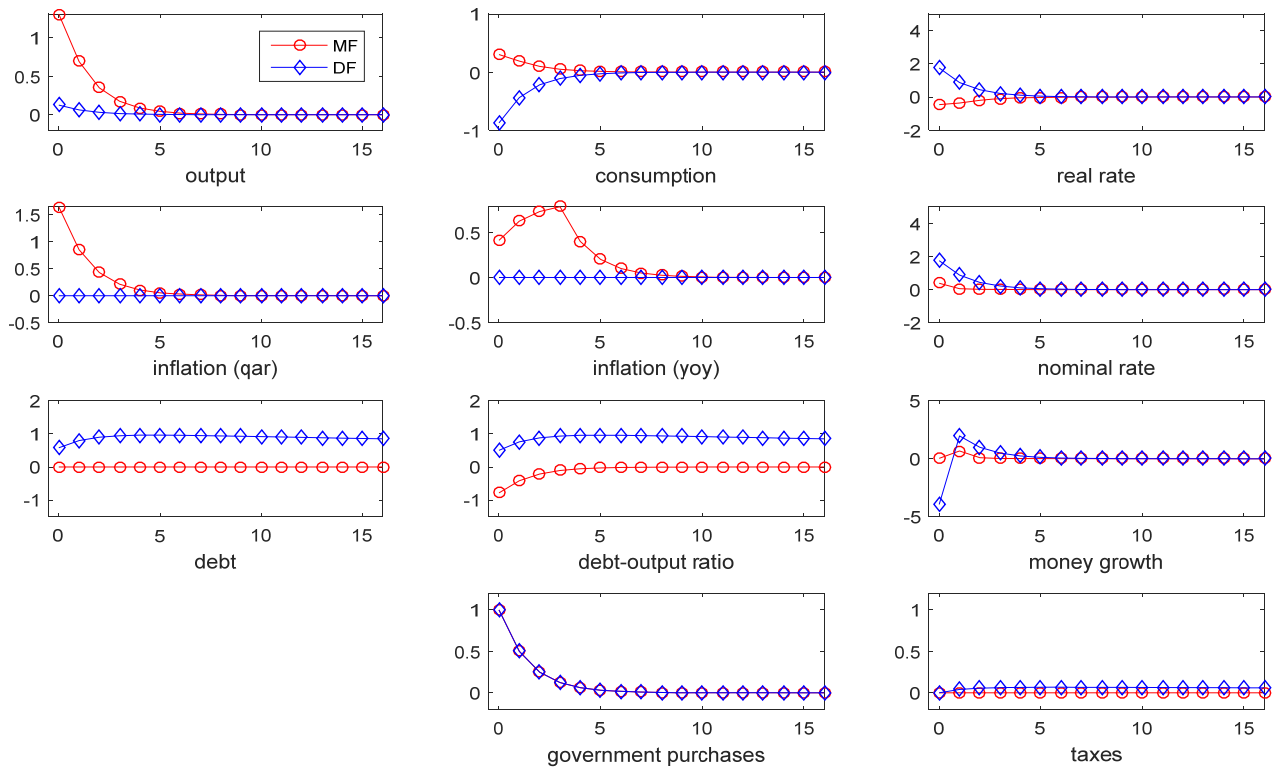 1
0.5
0
0 5 10 15
output
MF
DF
1
0
-1
0 5 10 15
consumption
4
2
0
-2
0 5 10 15
real rate
1.5
1
0.5
0
-0.5
0 5 10 15
inflation (qar)
0.5
0
-0.5
0 5 10 15
inflation (yoy)
4
2
0
-2
0 5 10 15
nominal rate
2
1
0
-1
0 5 10 15
debt
2
1
0
-1
0 5 10 15
debt-output ratio
5
0
-5
0 5 10 15
money growth
1
0.5
0
0 5 10 15
government purchases
1
0.5
0
0 5 10 15
taxes